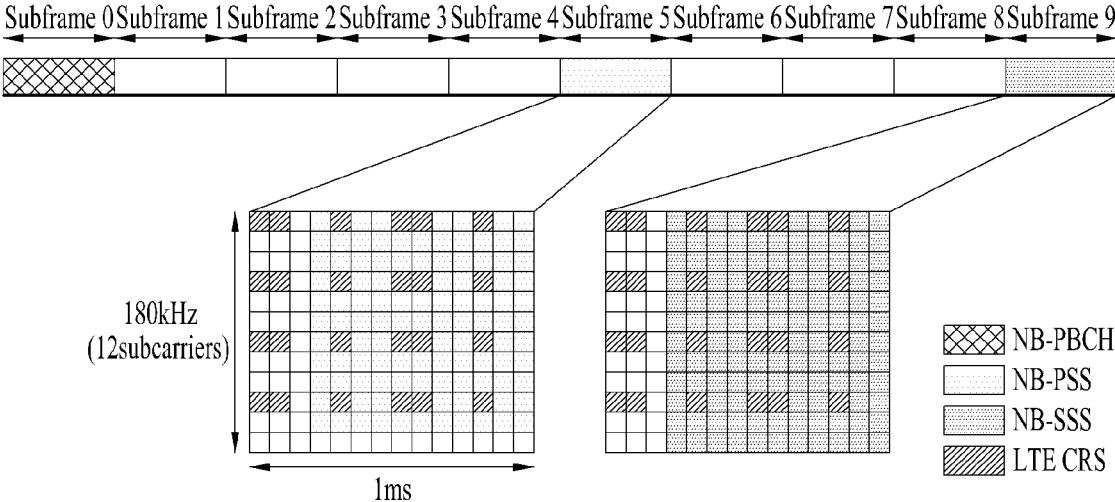 Subframe 0 Subframe 1 Subframe 2 Subframe 3 Subframe 4 Subframe 5 Subframe 6 Subframe 7 Subframe 8 Subframe 9
180kHz
(12subcarriers)
1ms
NB-PBCH
NB-PSS
NB-SSS
LTE CRS